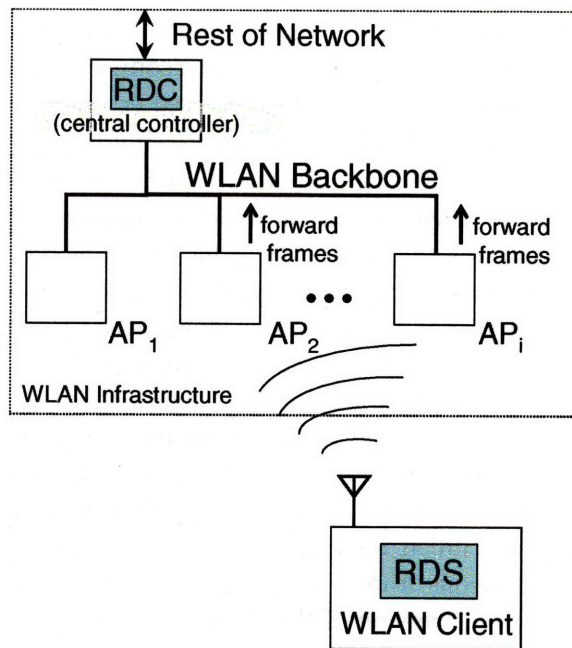 Rest of Network
RDC
(central controller)
WLAN Backbone
forward
frames
forward
frames
AP1
AP2
APi
WLAN Infrastructure
RDS
WLAN Client